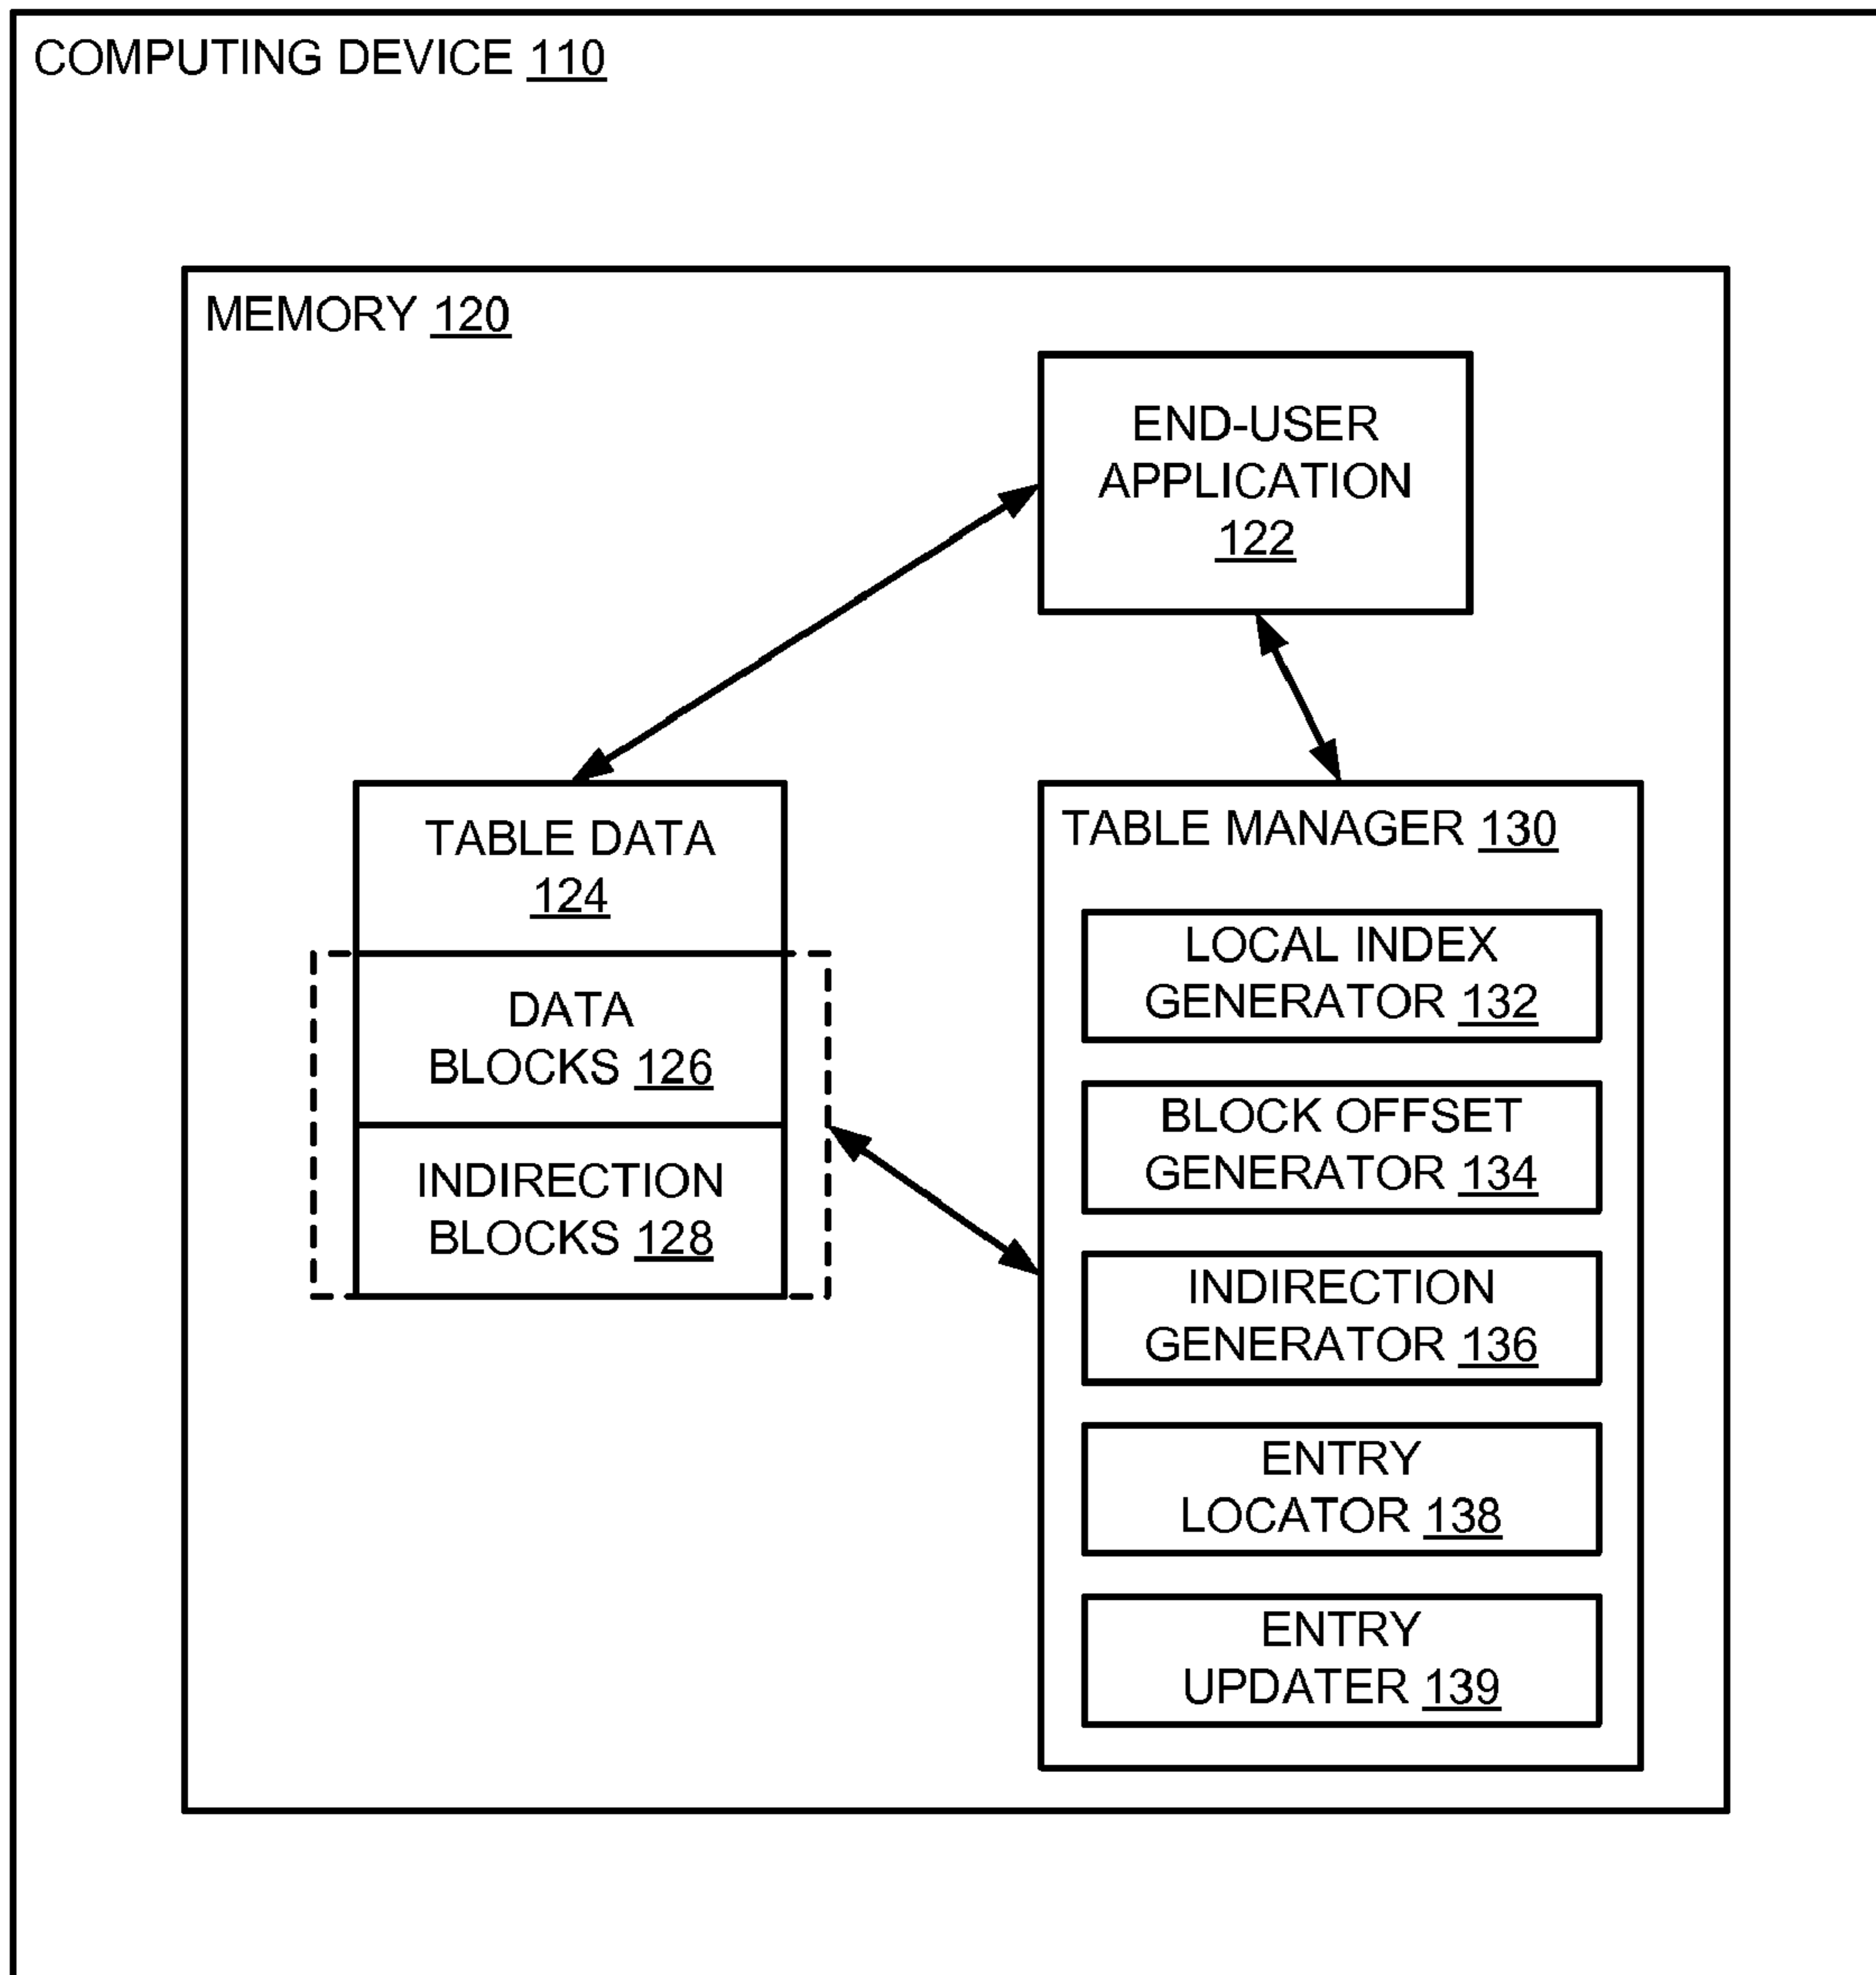 COMPUTING DEVICE 110
MEMORY 120
END-USER
APPLICATION
122
TABLE DATA
124
DATA
BLOCKS 126
INDIRECTION
BLOCKS 128
TABLE MANAGER 130
LOCAL INDEX
GENERATOR 132
BLOCK OFFSET
GENERATOR 134
INDIRECTION
GENERATOR 136
ENTRY
LOCATOR 138
ENTRY
UPDATER 139